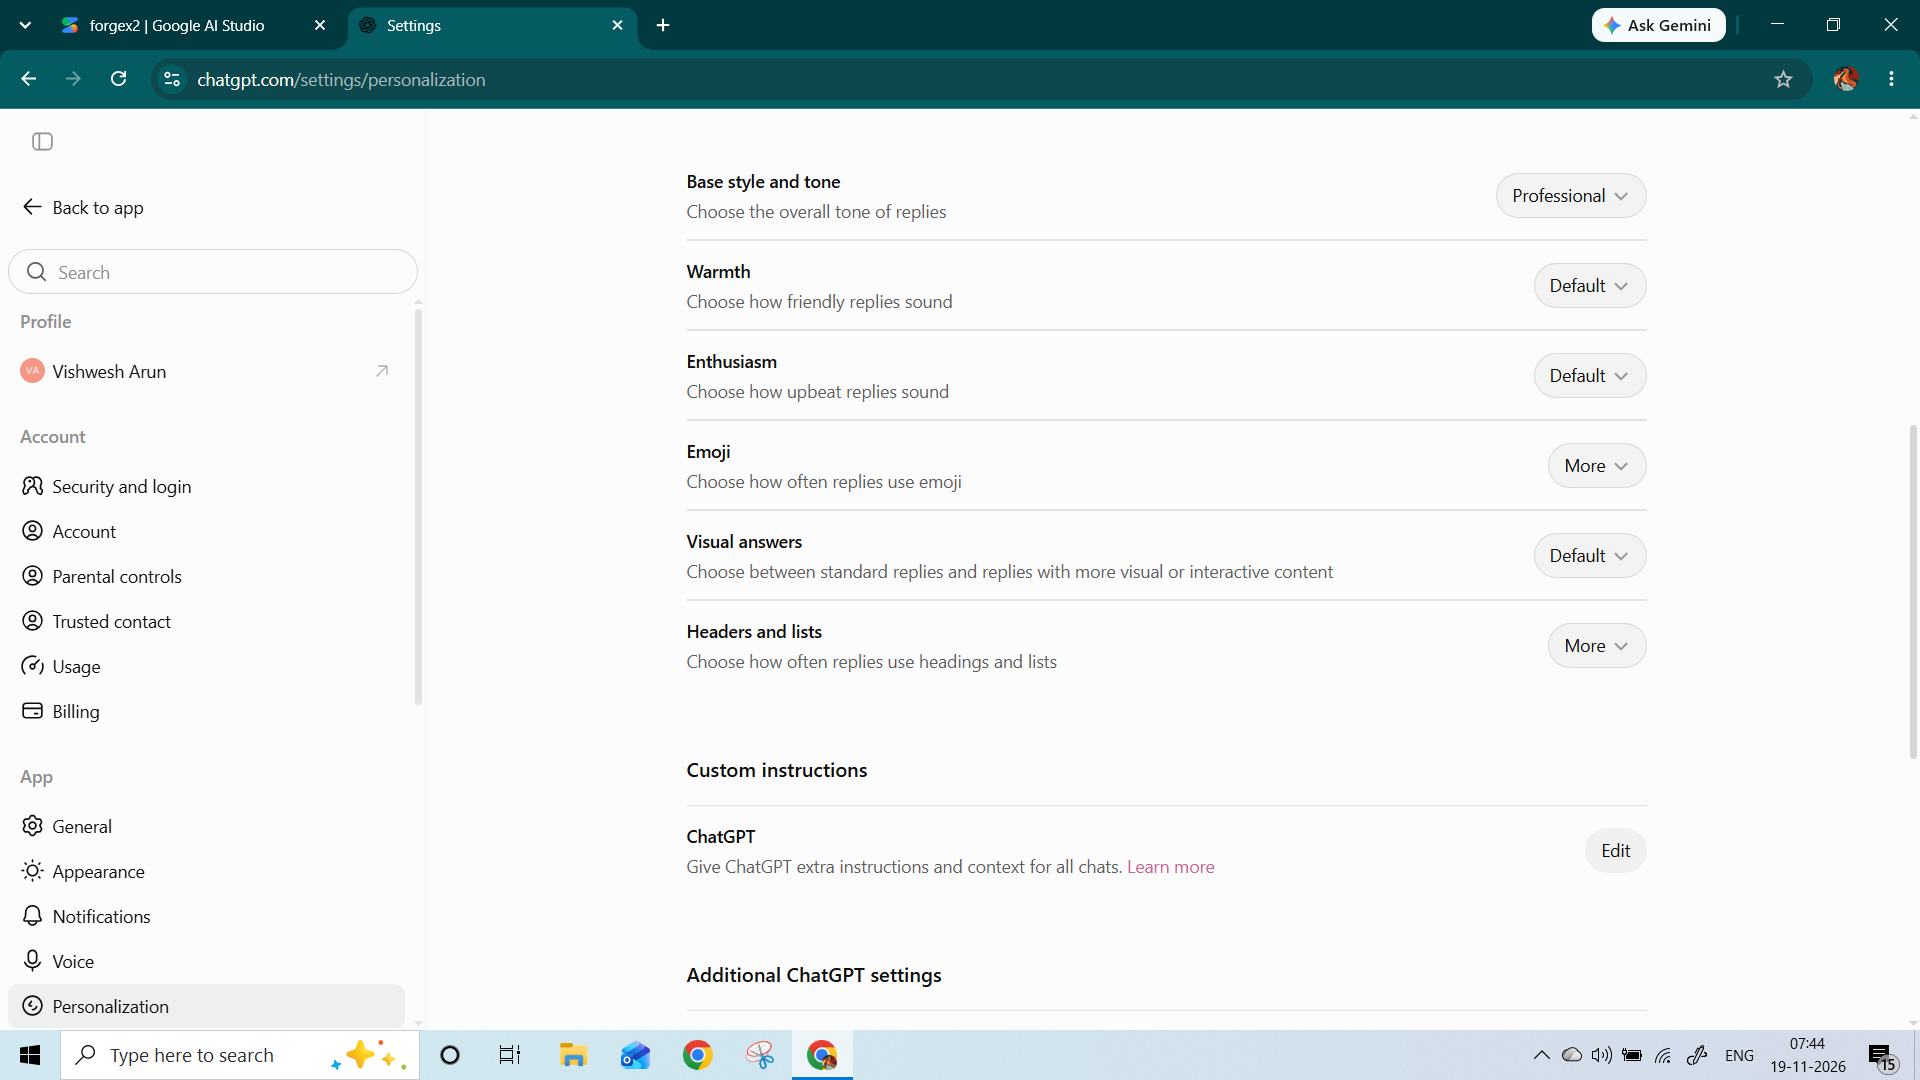 forgex2 | Google AI Studio
Settings
Ask Gemini
chatgpt.com/settings/personalization
Back to app
Search
Profile
VA Vishwesh Arun
Account
Security and login
Account
Parental controls
Trusted contact
Usage
Billing
App
General
Appearance
Notifications
Voice
Personalization
Base style and tone
Choose the overall tone of replies
Professional
Warmth
Choose how friendly replies sound
Default
Enthusiasm
Choose how upbeat replies sound
Default
Emoji
Choose how often replies use emoji
More
Visual answers
Choose between standard replies and replies with more visual or interactive content
Default
Headers and lists
Choose how often replies use headings and lists
More
Custom instructions
ChatGPT
Give ChatGPT extra instructions and context for all chats. Learn more
Edit
Additional ChatGPT settings
Type here to search
ENG
07:44
19-11-2026
15